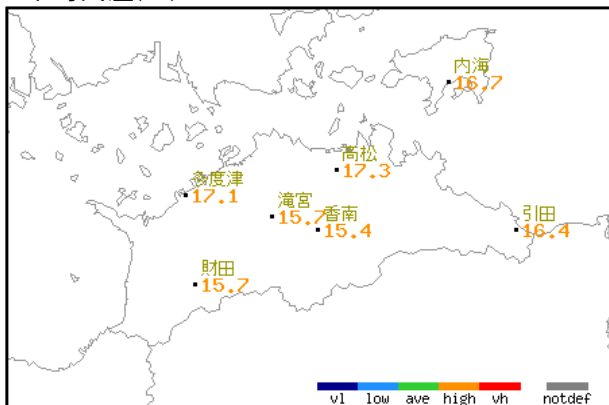 内海
16.7
高松
17.3
多度津
17.1
滝宮
15.7
香南
15.4
引田
16.4
財田
15.7
vl low ave high vh notdef